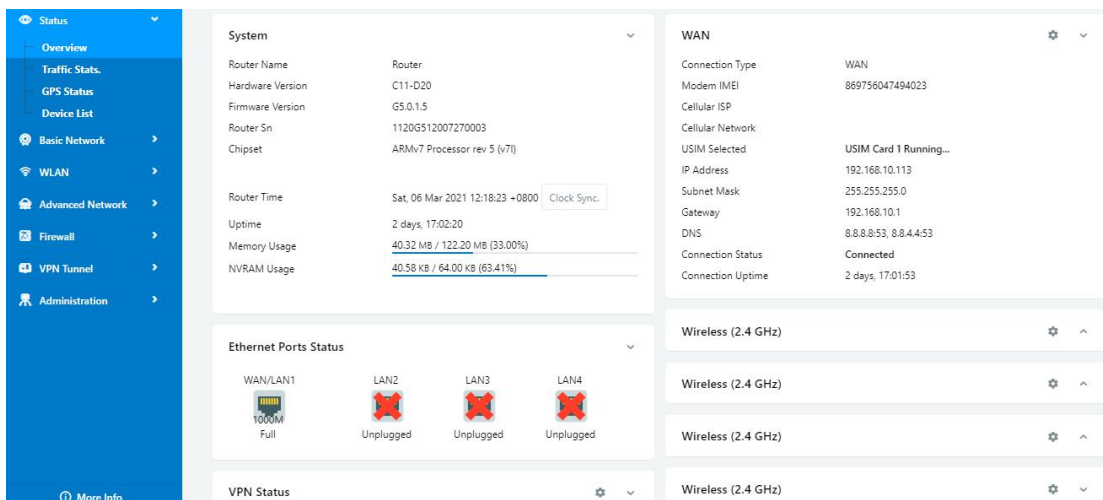 Status
Overview
Traffic Stats.
GPS Status
Device List
Basic Network
WLAN
Advanced Network
Firewall
VPN Tunnel
Administration
More Info
System
Router Name Router
Hardware Version C11-D20
Firmware Version G5.0.1.5
Router Sn 1120G512007270003
Chipset ARMv7 Processor rev 5 (v7l)
Router Time Sat, 06 Mar 2021 12:18:23 +0800 Clock Sync.
Uptime 2 days, 17:02:20
Memory Usage 40.32 MB / 122.20 MB (33.00%)
NVRAM Usage 40.58 KB / 64.00 KB (63.41%)
Ethernet Ports Status
WAN/LAN1 LAN2 LAN3 LAN4
1000M
Full Unplugged Unplugged Unplugged
VPN Status
WAN
Connection Type WAN
Modem IMEI 869756047494023
Cellular ISP
Cellular Network
USIM Selected USIM Card 1 Running...
IP Address 192.168.10.113
Subnet Mask 255.255.255.0
Gateway 192.168.10.1
DNS 8.8.8.8:53, 8.8.4.4:53
Connection Status Connected
Connection Uptime 2 days, 17:01:53
Wireless (2.4 GHz)
Wireless (2.4 GHz)
Wireless (2.4 GHz)
Wireless (2.4 GHz)